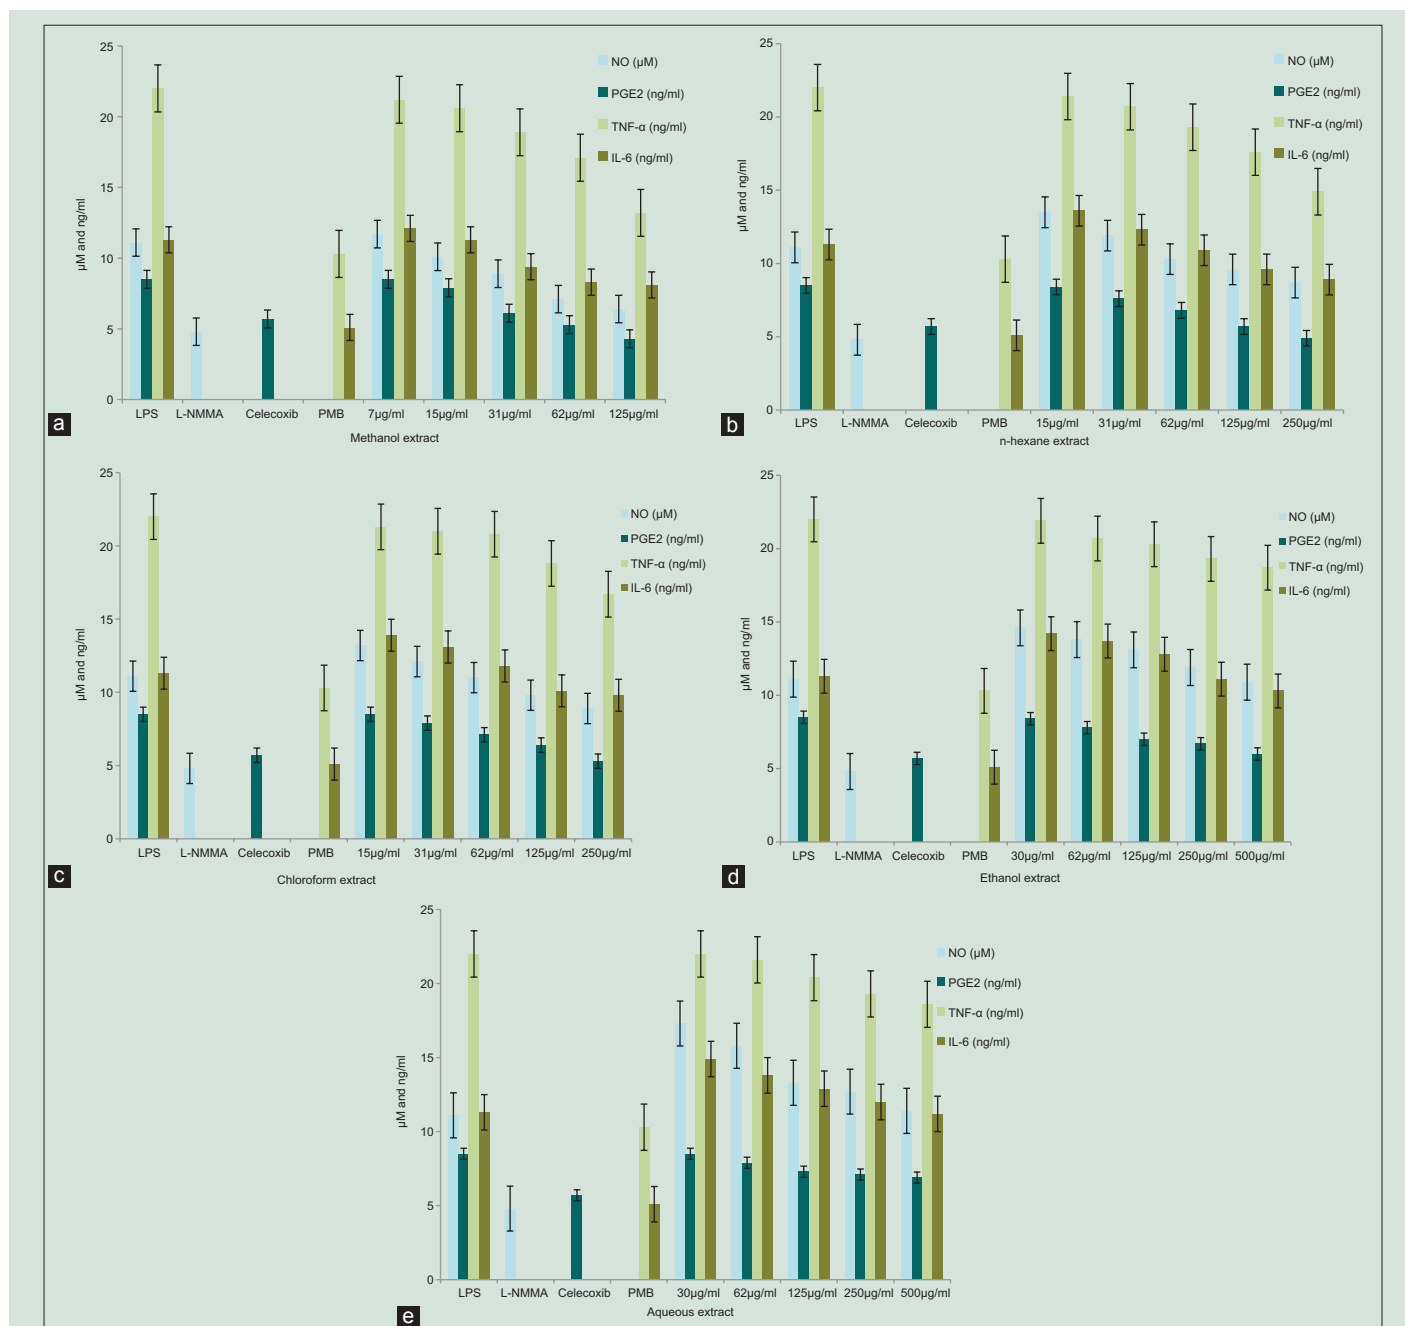 25
20
15
10
5
0
µM and ng/ml
NO (µM)
PGE2 (ng/ml)
TNF-α (ng/ml)
IL-6 (ng/ml)
LPS L-NMMA Celecoxib PMB 7µg/ml 15µg/ml 31µg/ml 62µg/ml 125µg/ml
Methanol extract
a
25
20
15
10
5
0
µM and ng/ml
NO (µM)
PGE2 (ng/ml)
TNF-α (ng/ml)
IL-6 (ng/ml)
LPS L-NMMA Celecoxib PMB 15µg/ml 31µg/ml 62µg/ml 125µg/ml 250µg/ml
n-hexane extract
b
25
20
15
10
5
0
µM and ng/ml
NO (µM)
PGE2 (ng/ml)
TNF-α (ng/ml)
IL-6 (ng/ml)
LPS L-NMMA Celecoxib PMB 15µg/ml 31µg/ml 62µg/ml 125µg/ml 250µg/ml
Chloroform extract
c
25
20
15
10
5
0
µM and ng/ml
NO (µM)
PGE2 (ng/ml)
TNF-α (ng/ml)
IL-6 (ng/ml)
LPS L-NMMA Celecoxib PMB 30µg/ml 62µg/ml 125µg/ml 250µg/ml 500µg/ml
Ethanol extract
d
25
20
15
10
5
0
µM and ng/ml
NO (µM)
PGE2 (ng/ml)
TNF-α (ng/ml)
IL-6 (ng/ml)
LPS L-NMMA Celecoxib PMB 30µg/ml 62µg/ml 125µg/ml 250µg/ml 500µg/ml
Aqueous extract
e